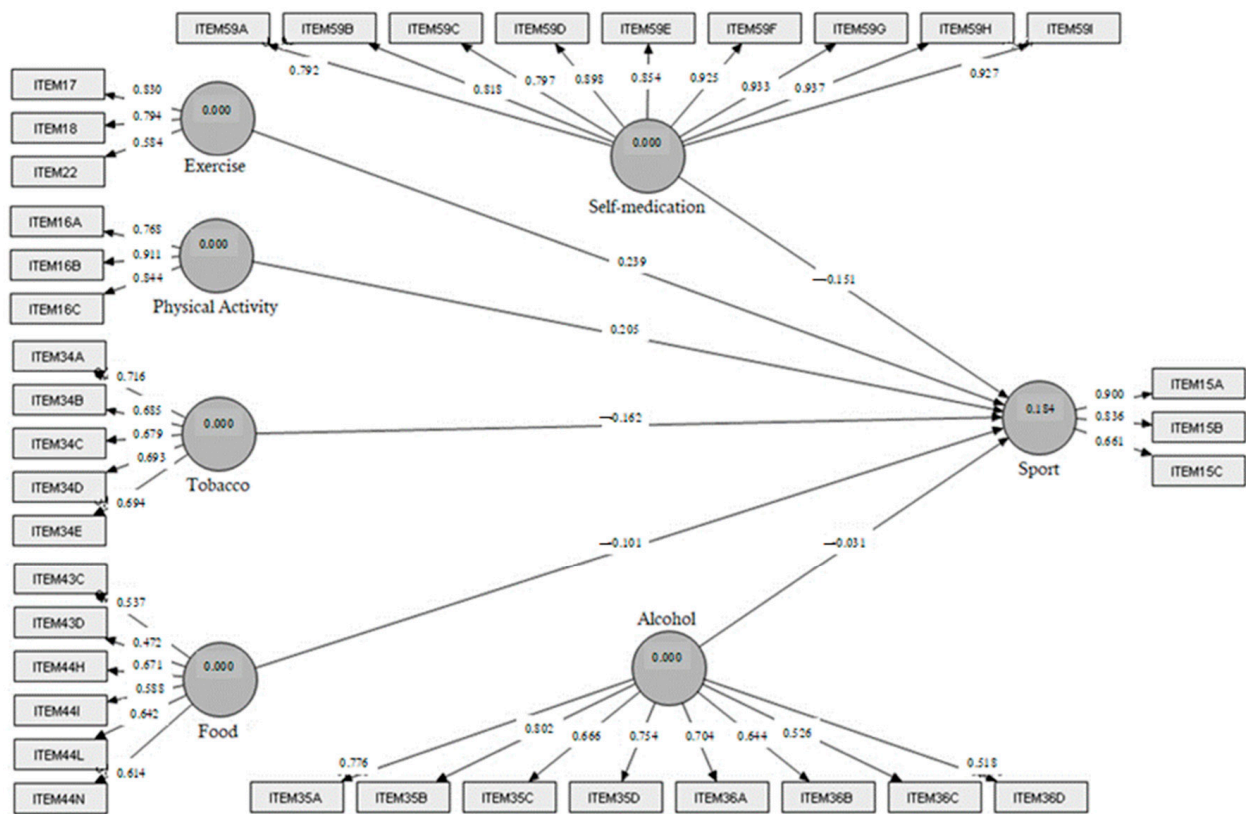 ITEM59A ITEM59B ITEM59C ITEM59D ITEM59E ITEM59F ITEM59G ITEM59H ITEM59I
0.792 0.818 0.797 0.898 0.854 0.925 0.933 0.937 0.927
0.000
Self-medication
ITEM17
ITEM18
ITEM22
0.830
0.794
0.584
0.000
Exercise
ITEM16A
ITEM16B
ITEM16C
0.768
0.911
0.844
0.000
Physical Activity
ITEM34A
ITEM34B
ITEM34C
ITEM34D
ITEM34E
0.716
0.685
0.679
0.693
0.694
0.000
Tobacco
ITEM43C
ITEM43D
ITEM44H
ITEM44I
ITEM44L
ITEM44N
0.537
0.472
0.671
0.588
0.642
0.614
0.000
Food
0.239
—0.151
0.205
—0.162
—0.101
—0.031
0.184
Sport
0.900
0.836
0.661
ITEM15A
ITEM15B
ITEM15C
Alcohol
0.000
0.776 0.802 0.666 0.754 0.704 0.644 0.526 0.518
ITEM35A ITEM35B ITEM35C ITEM35D ITEM36A ITEM36B ITEM36C ITEM36D